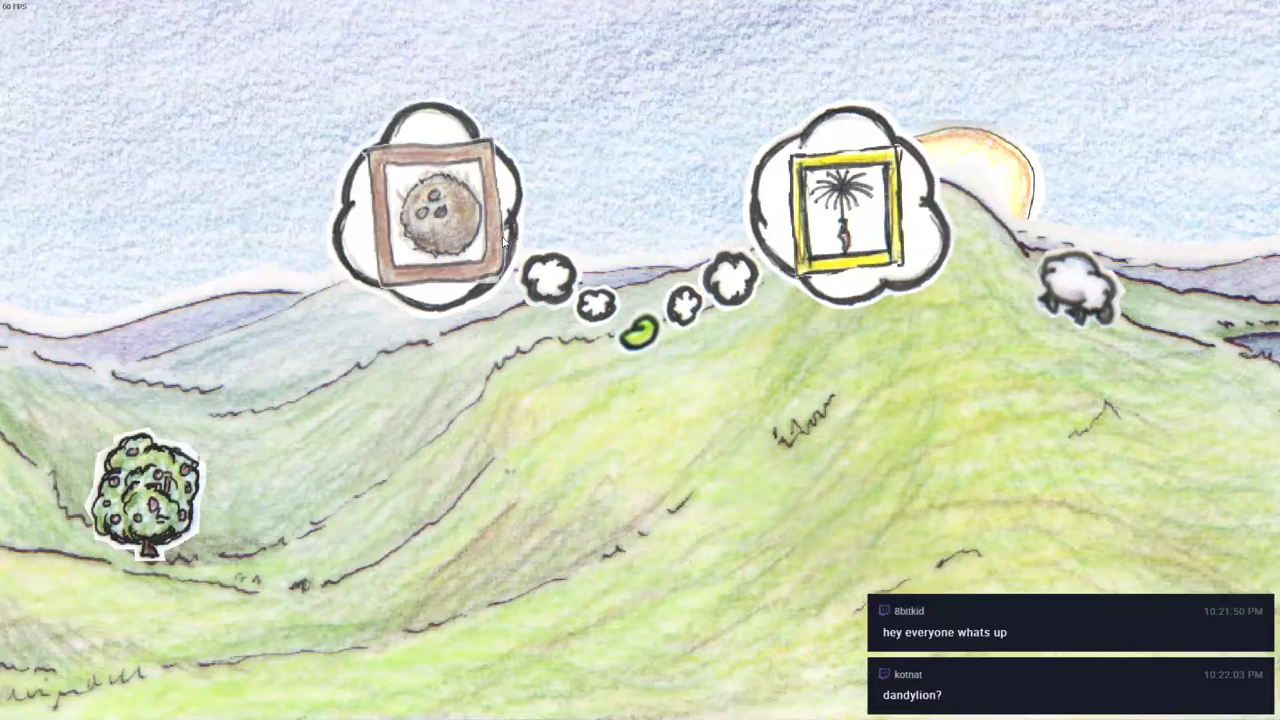 60 FPS
8bitkid 10:21:50 PM
hey everyone whats up
kotnat 10:22:03 PM
dandylion?